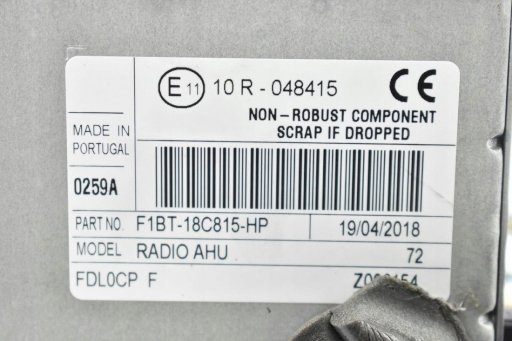 E 11 10 R - 048415 CE
NON - ROBUST COMPONENT
SCRAP IF DROPPED
MADE IN
PORTUGAL
0259A
PART NO. F1BT-18C815-HP 19/04/2018
MODEL RADIO AHU 72
FDL0CP F